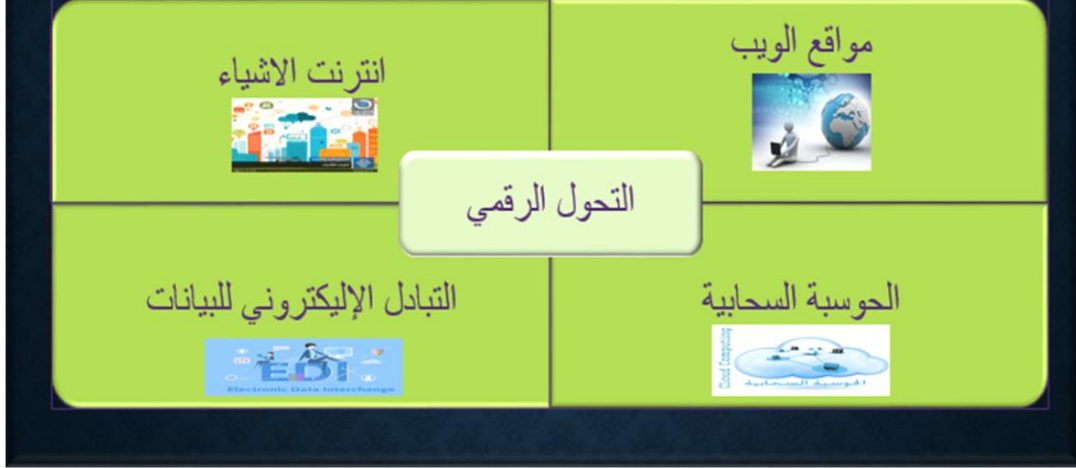 مواقع الويب
انترنت الاشياء
التحول الرقمي
الحوسبة السحابية
Cloud Computing
الحوسبة السحابية
التبادل الإليكتروني للبيانات
EDI
Electronic Data Interchange